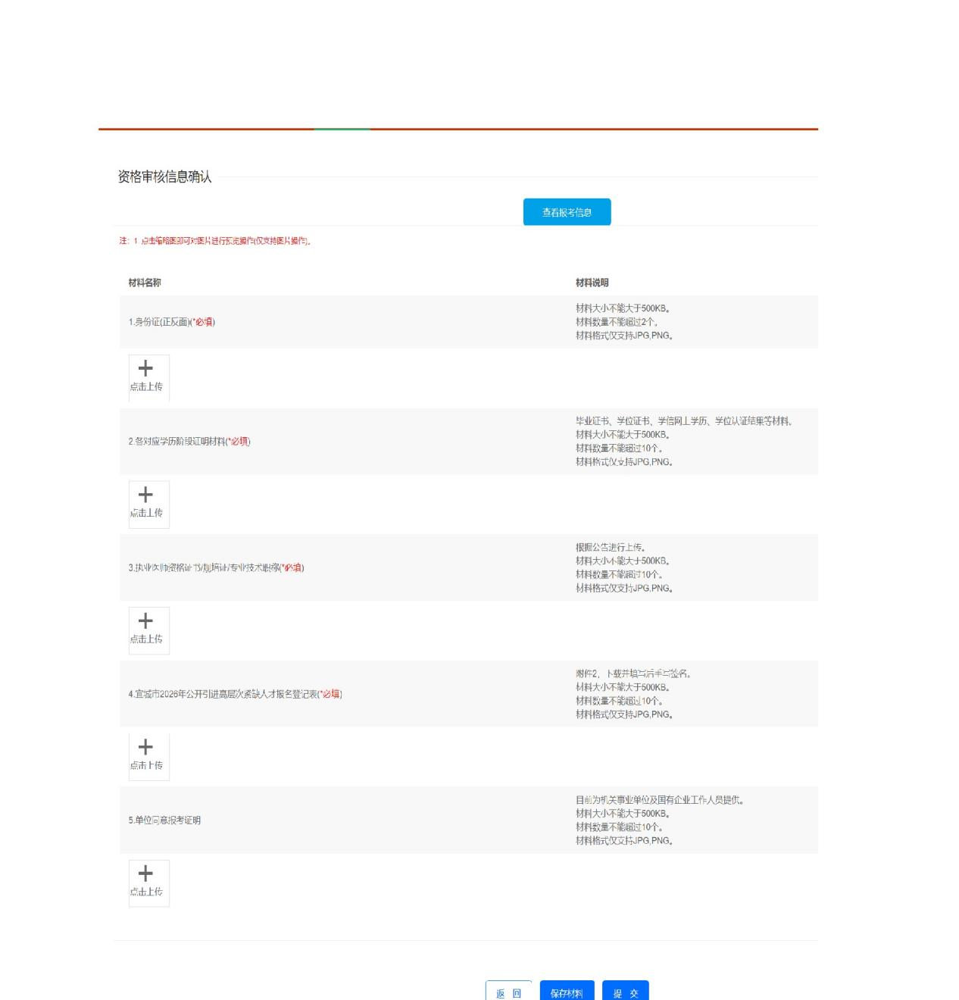 资格审核信息确认
查看报考信息
注：1 点击缩略图即可对图片进行预览操作(仅支持图片操作)。
材料名称 材料说明
1.身份证(正反面)(*必填)
材料大小不能大于500KB。
材料数量不能超过2个。
材料格式仅支持JPG,PNG。
点击上传
2.各对应学历阶段证明材料(*必填)
毕业证书、学位证书、学信网上学历、学位认证结果等材料。
材料大小不能大于500KB。
材料数量不能超过10个。
材料格式仅支持JPG,PNG。
点击上传
3.执业医师资格证书/规培证/专业技术职称(*必填)
根据公告进行上传。
材料大小不能大于500KB。
材料数量不能超过10个。
材料格式仅支持JPG,PNG。
点击上传
4.宜城市2026年公开引进高层次紧缺人才报名登记表(*必填)
附件2，下载并填写后手写签名。
材料大小不能大于500KB。
材料数量不能超过10个。
材料格式仅支持JPG,PNG。
点击上传
5.单位同意报考证明
目前为机关事业单位及国有企业工作人员提供。
材料大小不能大于500KB。
材料数量不能超过10个。
材料格式仅支持JPG,PNG。
点击上传
返 回 保存材料 提 交